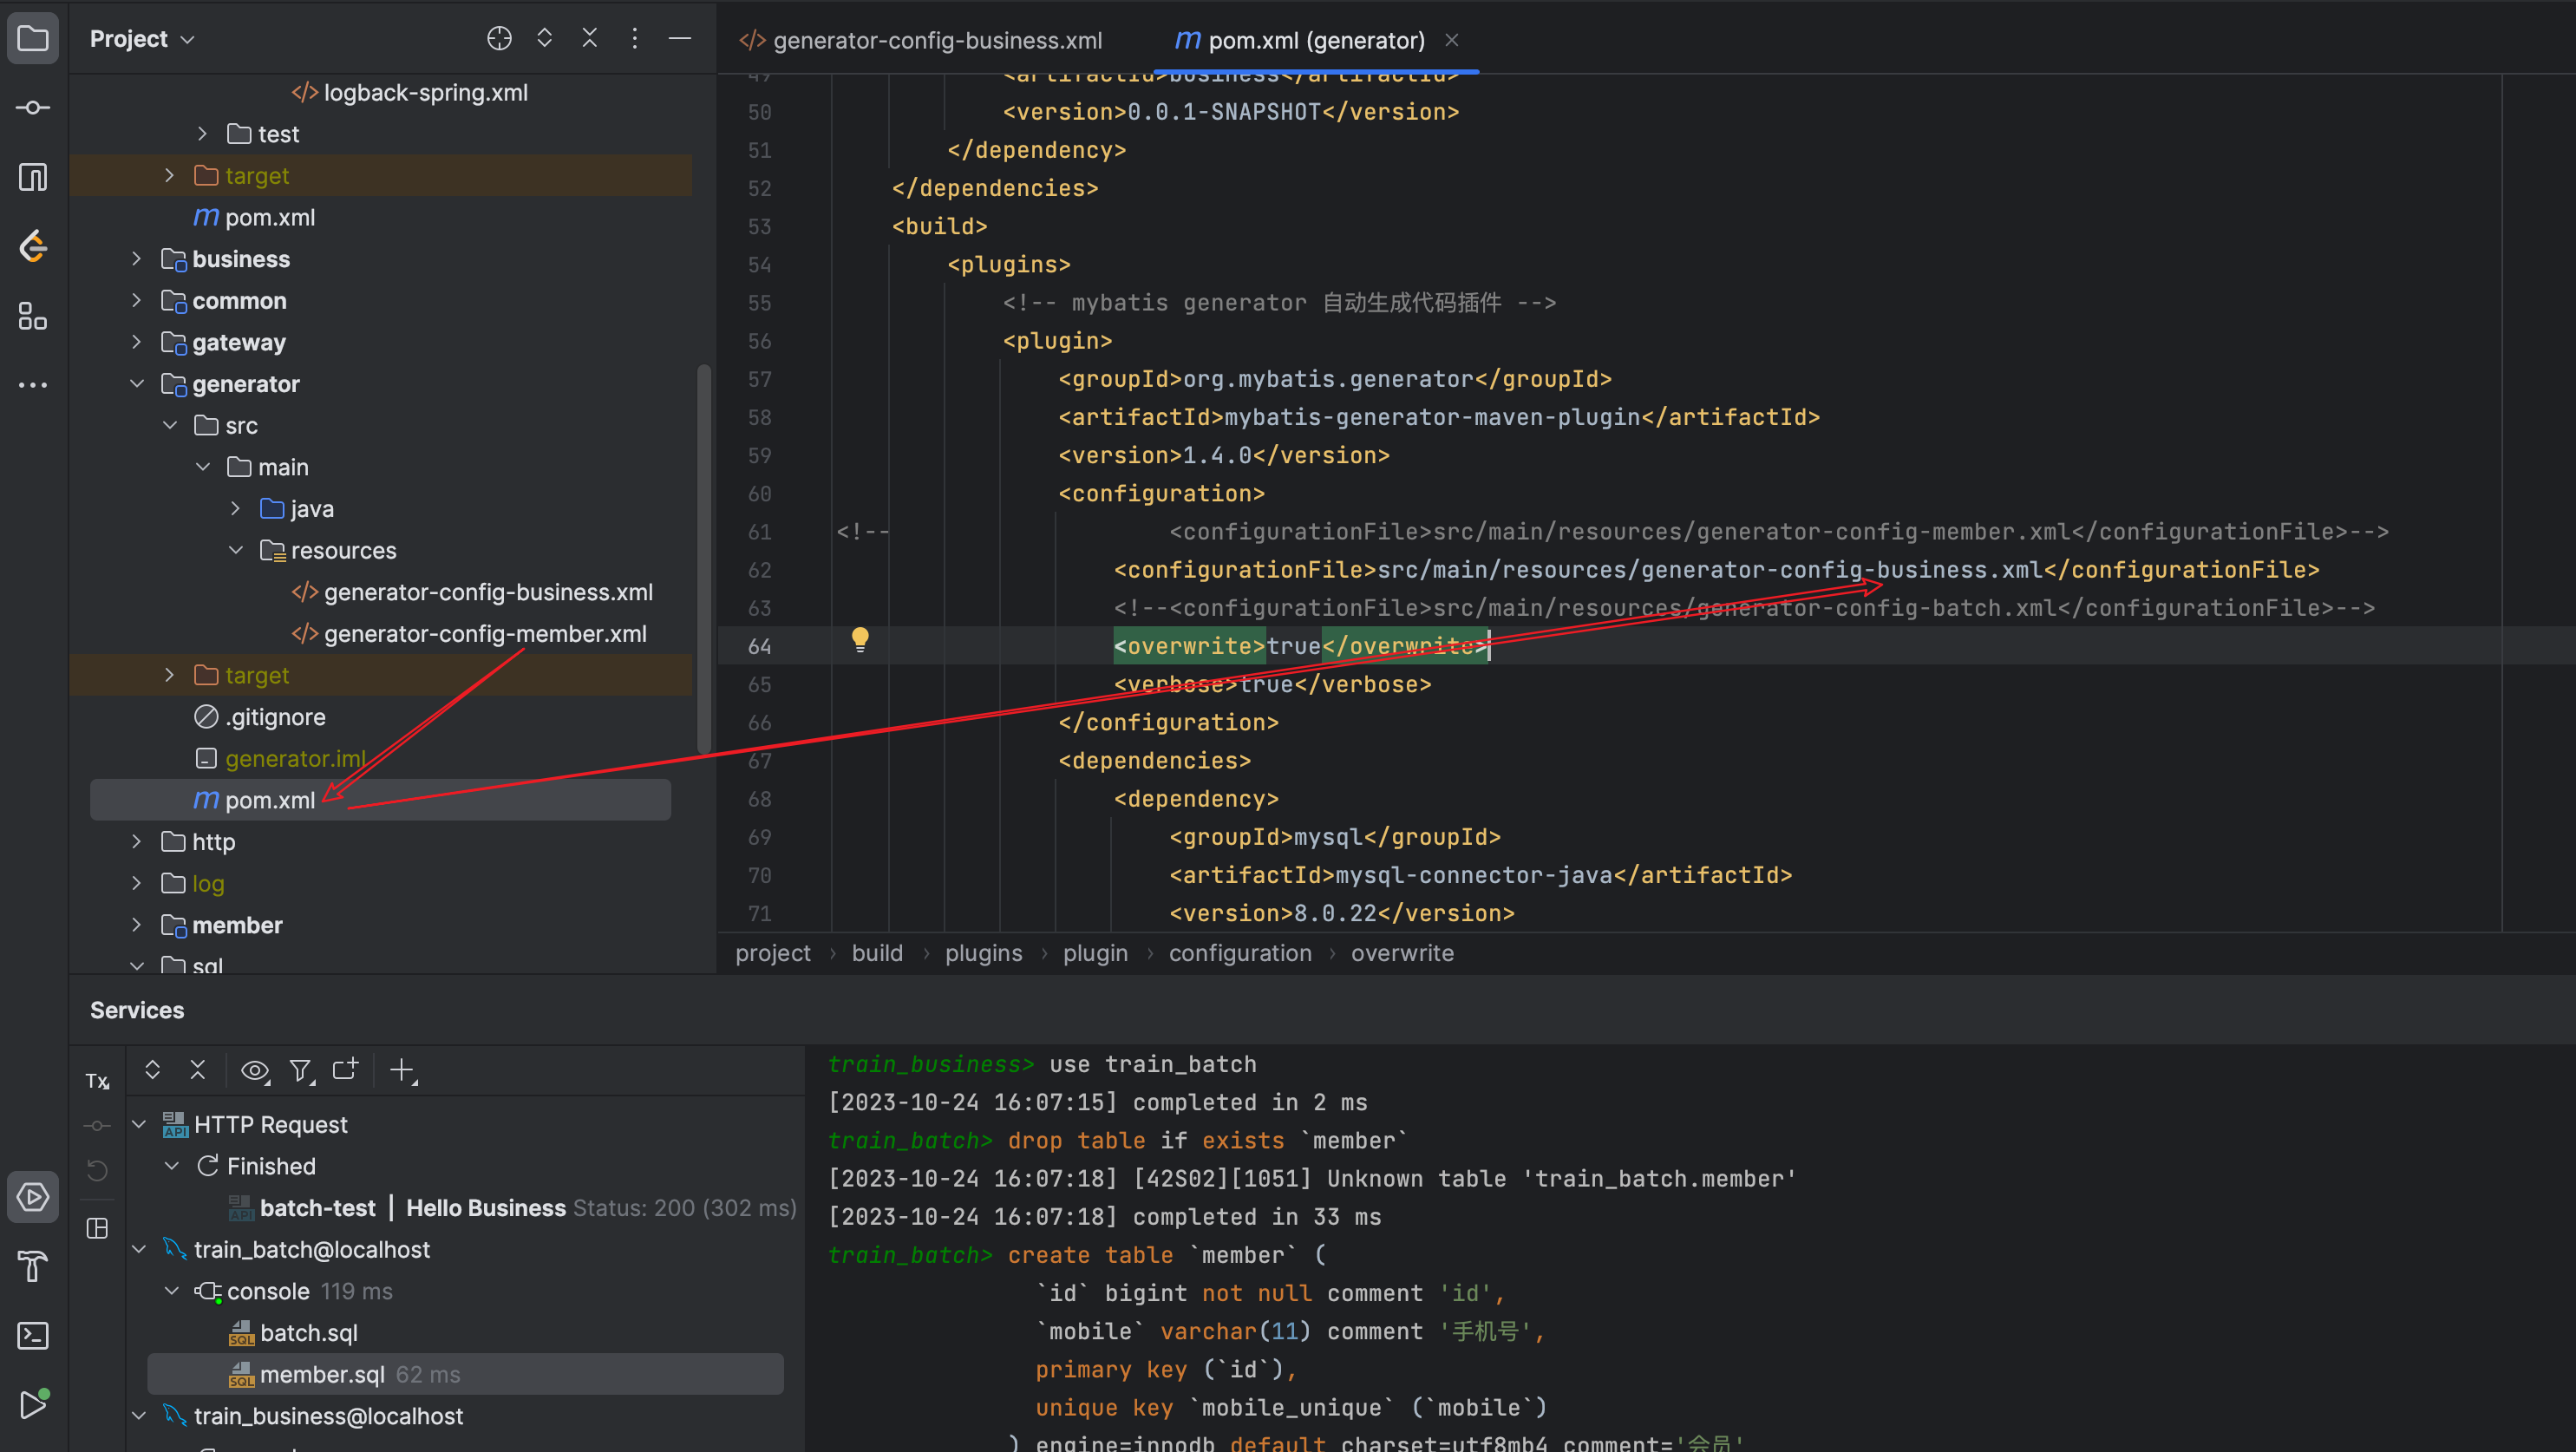 Project
logback-spring.xml
test
target
pom.xml
business
common
gateway
generator
src
main
java
resources
generator-config-business.xml
generator-config-member.xml
target
.gitignore
generator.iml
pom.xml
http
log
member
sql
generator-config-business.xml
pom.xml (generator)
49 <artifactId>business</artifactId>
50 <version>0.0.1-SNAPSHOT</version>
51 </dependency>
52 </dependencies>
53 <build>
54 <plugins>
55 <!-- mybatis generator 自动生成代码插件 -->
56 <plugin>
57 <groupId>org.mybatis.generator</groupId>
58 <artifactId>mybatis-generator-maven-plugin</artifactId>
59 <version>1.4.0</version>
60 <configuration>
61 <!-- <configurationFile>src/main/resources/generator-config-member.xml</configurationFile>-->
62 <configurationFile>src/main/resources/generator-config-business.xml</configurationFile>
63 <!--<configurationFile>src/main/resources/generator-config-batch.xml</configurationFile>-->
64 <overwrite>true</overwrite>
65 <verbose>true</verbose>
66 </configuration>
67 <dependencies>
68 <dependency>
69 <groupId>mysql</groupId>
70 <artifactId>mysql-connector-java</artifactId>
71 <version>8.0.22</version>
project › build › plugins › plugin › configuration › overwrite
Services
Tx
HTTP Request
Finished
batch-test | Hello Business Status: 200 (302 ms)
train_batch@localhost
console 119 ms
batch.sql
member.sql 62 ms
train_business@localhost
train_business> use train_batch
[2023-10-24 16:07:15] completed in 2 ms
train_batch> drop table if exists `member`
[2023-10-24 16:07:18] [42S02][1051] Unknown table 'train_batch.member'
[2023-10-24 16:07:18] completed in 33 ms
train_batch> create table `member` (
`id` bigint not null comment 'id',
`mobile` varchar(11) comment '手机号',
primary key (`id`),
unique key `mobile_unique` (`mobile`)
) engine=innodb default charset=utf8mb4 comment='会员'